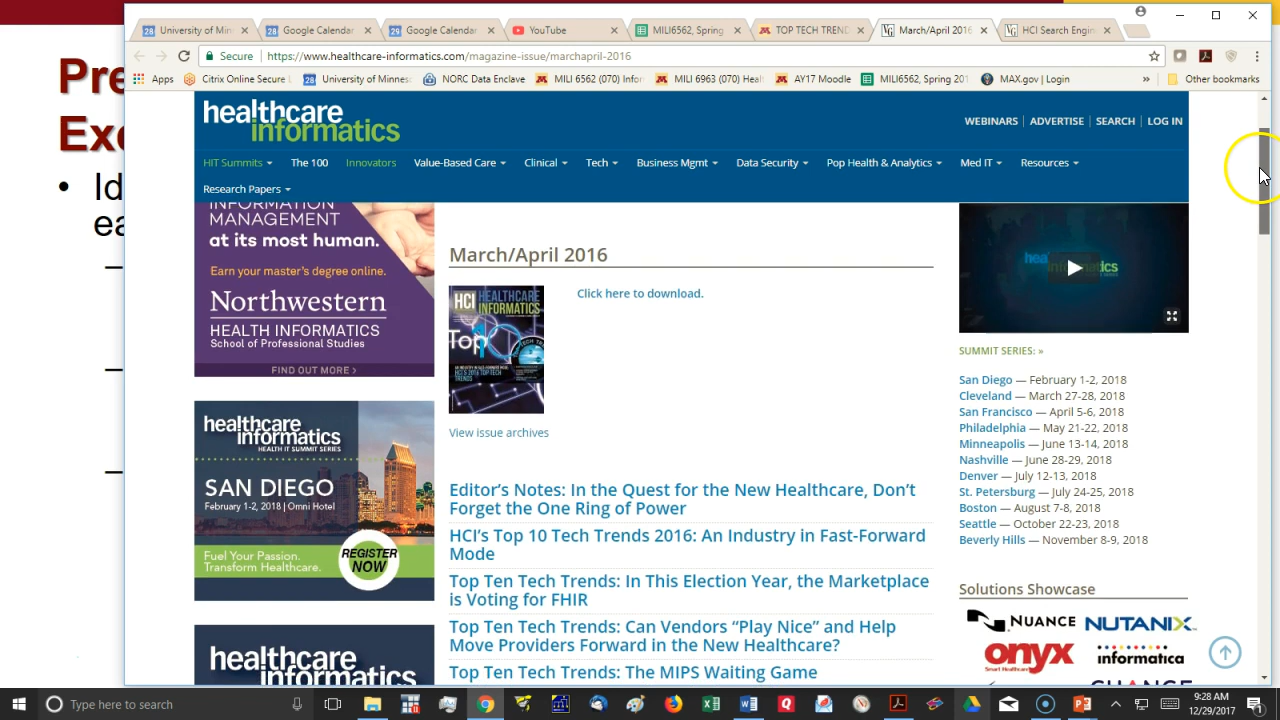 Pre
Exe
• Id
ea
–
–
–
University of Min
Google Calendar
Google Calendar
YouTube
MILI6562, Spring
TOP TECH TREND
March/April 2016
HCI Search Engin
Secure | https://www.healthcare-informatics.com/magazine-issue/marchapril-2016
Apps
Citrix Online Secure L
University of Minnes
NORC Data Enclave
MILI 6562 (070) Infor
MILI 6963 (070) Heal
AY17 Moodle
MILI6562, Spring 201
MAX.gov | Login
»
Other bookmarks
healthcare
informatics
WEBINARS | ADVERTISE | SEARCH | LOG IN
HIT Summits
The 100
Innovators
Value-Based Care
Clinical
Tech
Business Mgmt
Data Security
Pop Health & Analytics
Med IT
Resources
Research Papers
INFORMATION
MANAGEMENT
at its most human.
Earn your master's degree online.
Northwestern
HEALTH INFORMATICS
School of Professional Studies
FIND OUT MORE >
healthcare
informatics
HEALTH IT SUMMIT SERIES
SAN DIEGO
February 1-2, 2018 | Omni Hotel
Fuel Your Passion.
Transform Healthcare.
REGISTER
NOW
healthcare
informatics
March/April 2016
HCI HEALTHCARE
INFORMATICS
Top
Click here to download.
View issue archives
Editor's Notes: In the Quest for the New Healthcare, Don't
Forget the One Ring of Power
HCI's Top 10 Tech Trends 2016: An Industry in Fast-Forward
Mode
Top Ten Tech Trends: In This Election Year, the Marketplace
is Voting for FHIR
Top Ten Tech Trends: Can Vendors “Play Nice” and Help
Move Providers Forward in the New Healthcare?
Top Ten Tech Trends: The MIPS Waiting Game
SUMMIT SERIES: »
San Diego — February 1-2, 2018
Cleveland — March 27-28, 2018
San Francisco — April 5-6, 2018
Philadelphia — May 21-22, 2018
Minneapolis — June 13-14, 2018
Nashville — June 28-29, 2018
Denver — July 12-13, 2018
St. Petersburg — July 24-25, 2018
Boston — August 7-8, 2018
Seattle — October 22-23, 2018
Beverly Hills — November 8-9, 2018
Solutions Showcase
NUANCE
NUTANIX
onyx
informatica
CHANGE
Type here to search
9:28 AM
12/29/2017